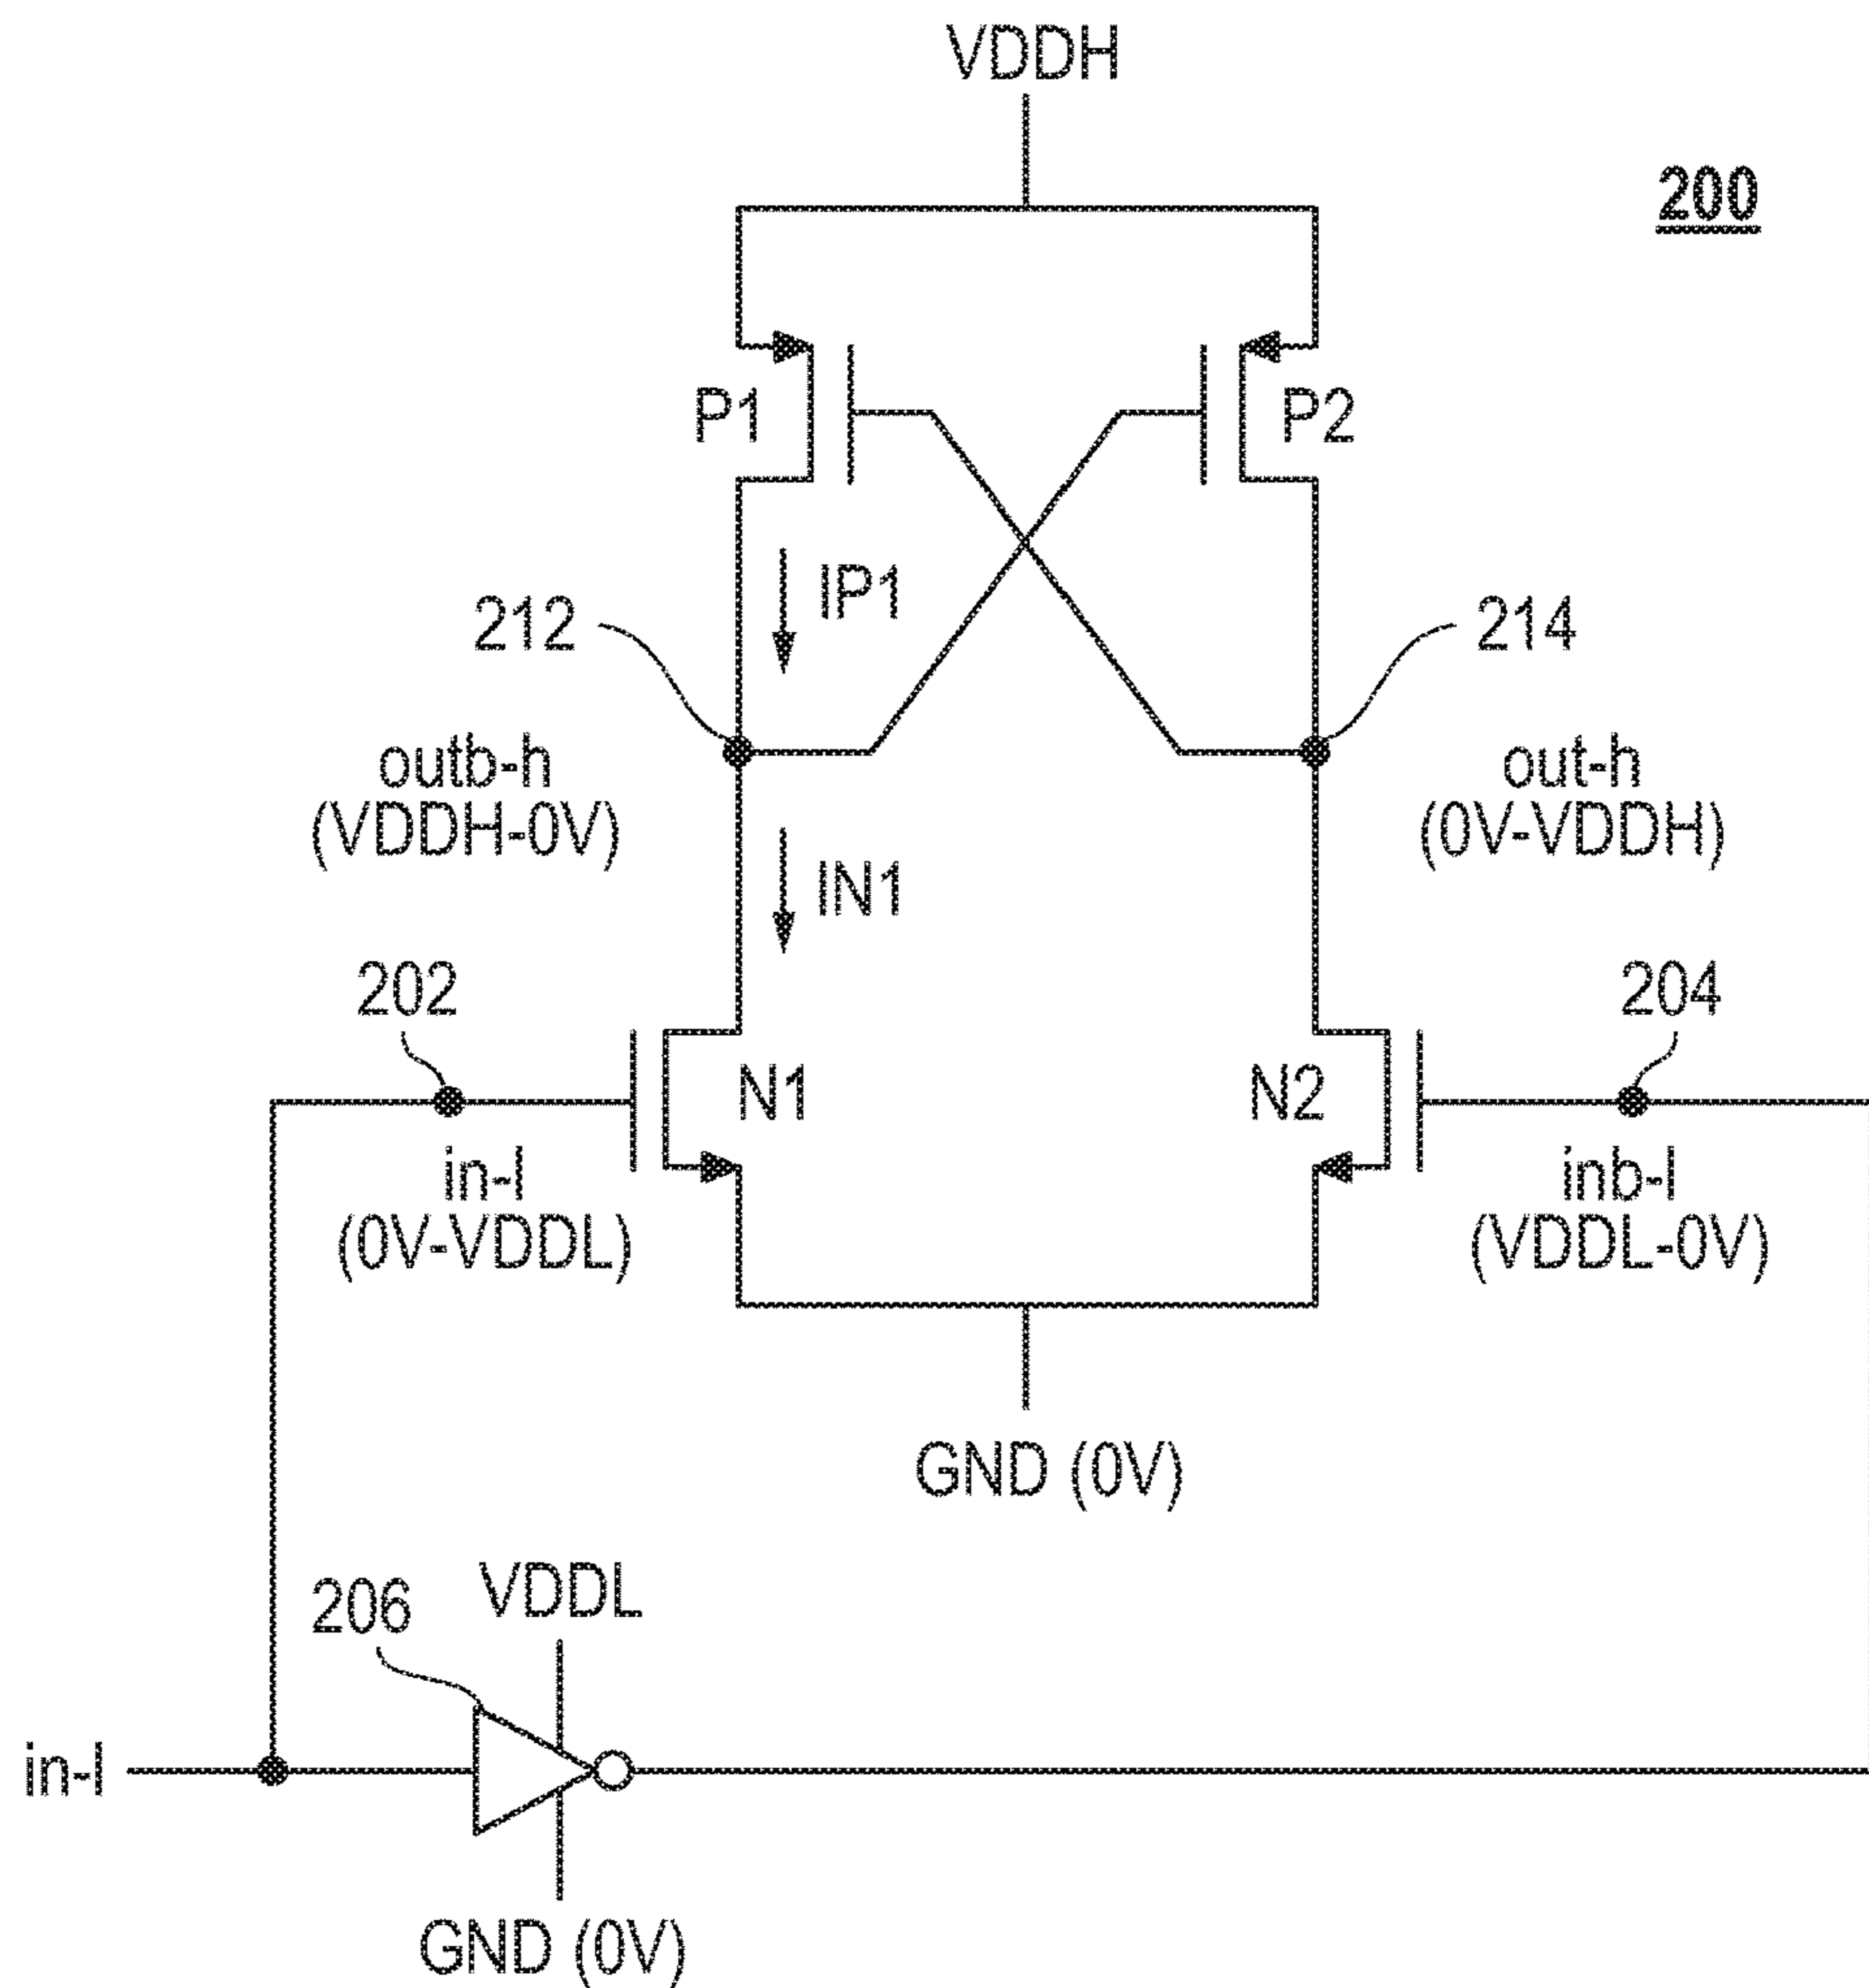 VDDH
200
P1
P2
IP1
212
214
outb-h
(VDDH-0V)
out-h
(0V-VDDH)
IN1
202
204
N1
N2
in-l
(0V-VDDL)
inb-l
(VDDL-0V)
GND (0V)
206
VDDL
in-l
GND (0V)